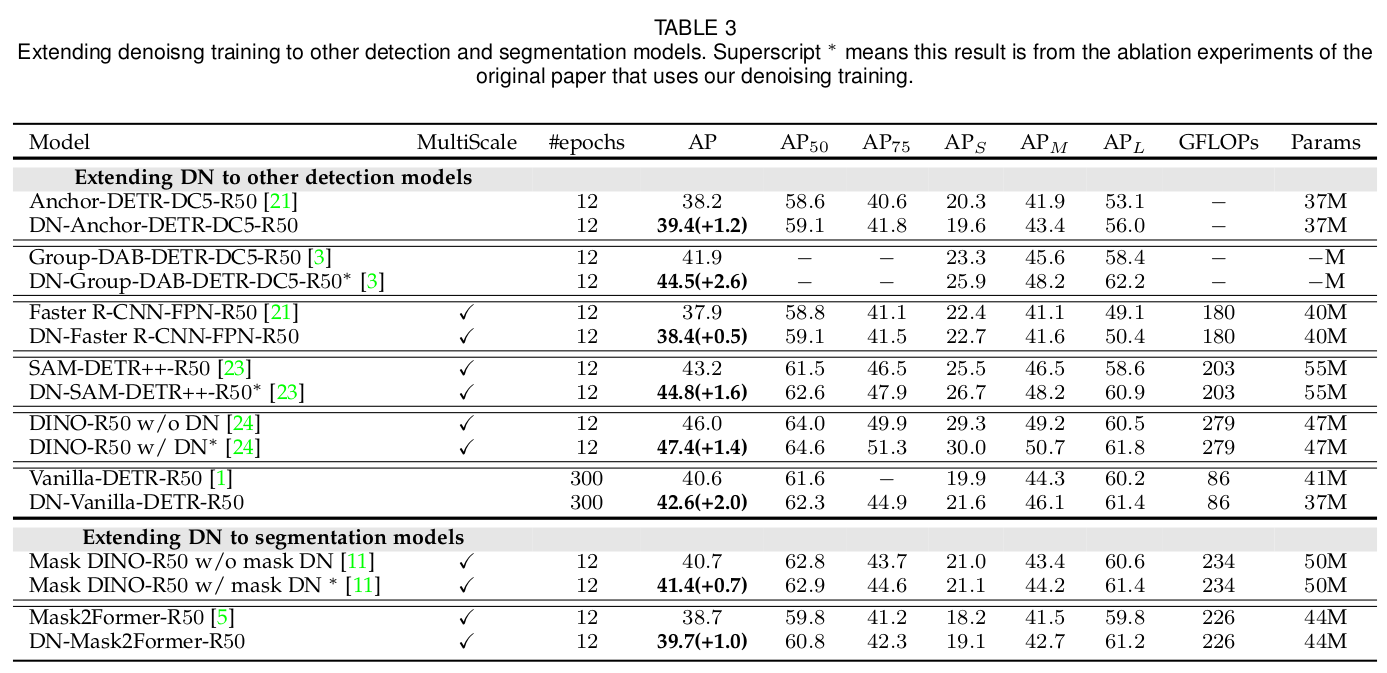 TABLE 3
Extending denoisng training to other detection and segmentation models. Superscript * means this result is from the ablation experiments of the
original paper that uses our denoising training.
Model MultiScale #epochs AP AP50 AP75 APS APM APL GFLOPs Params
Extending DN to other detection models
Anchor-DETR-DC5-R50 [21] 12 38.2 58.6 40.6 20.3 41.9 53.1 − 37M
DN-Anchor-DETR-DC5-R50 12 39.4(+1.2) 59.1 41.8 19.6 43.4 56.0 − 37M
Group-DAB-DETR-DC5-R50 [3] 12 41.9 − − 23.3 45.6 58.4 − −M
DN-Group-DAB-DETR-DC5-R50* [3] 12 44.5(+2.6) − − 25.9 48.2 62.2 − −M
Faster R-CNN-FPN-R50 [21] ✓ 12 37.9 58.8 41.1 22.4 41.1 49.1 180 40M
DN-Faster R-CNN-FPN-R50 ✓ 12 38.4(+0.5) 59.1 41.5 22.7 41.6 50.4 180 40M
SAM-DETR++-R50 [23] ✓ 12 43.2 61.5 46.5 25.5 46.5 58.6 203 55M
DN-SAM-DETR++-R50* [23] ✓ 12 44.8(+1.6) 62.6 47.9 26.7 48.2 60.9 203 55M
DINO-R50 w/o DN [24] ✓ 12 46.0 64.0 49.9 29.3 49.2 60.5 279 47M
DINO-R50 w/ DN* [24] ✓ 12 47.4(+1.4) 64.6 51.3 30.0 50.7 61.8 279 47M
Vanilla-DETR-R50 [1] 300 40.6 61.6 − 19.9 44.3 60.2 86 41M
DN-Vanilla-DETR-R50 300 42.6(+2.0) 62.3 44.9 21.6 46.1 61.4 86 37M
Extending DN to segmentation models
Mask DINO-R50 w/o mask DN [11] ✓ 12 40.7 62.8 43.7 21.0 43.4 60.6 234 50M
Mask DINO-R50 w/ mask DN * [11] ✓ 12 41.4(+0.7) 62.9 44.6 21.1 44.2 61.4 234 50M
Mask2Former-R50 [5] ✓ 12 38.7 59.8 41.2 18.2 41.5 59.8 226 44M
DN-Mask2Former-R50 ✓ 12 39.7(+1.0) 60.8 42.3 19.1 42.7 61.2 226 44M